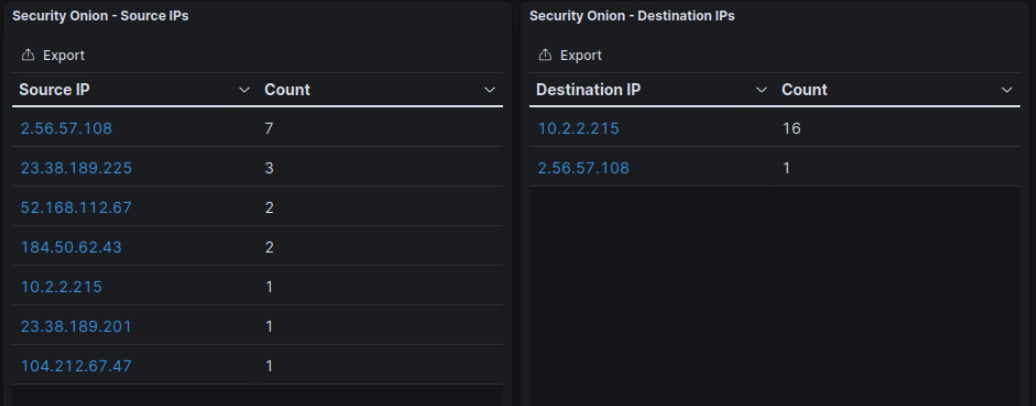 Security Onion - Source IPs
Export
Source IP Count
2.56.57.108 7
23.38.189.225 3
52.168.112.67 2
184.50.62.43 2
10.2.2.215 1
23.38.189.201 1
104.212.67.47 1
Security Onion - Destination IPs
Export
Destination IP Count
10.2.2.215 16
2.56.57.108 1